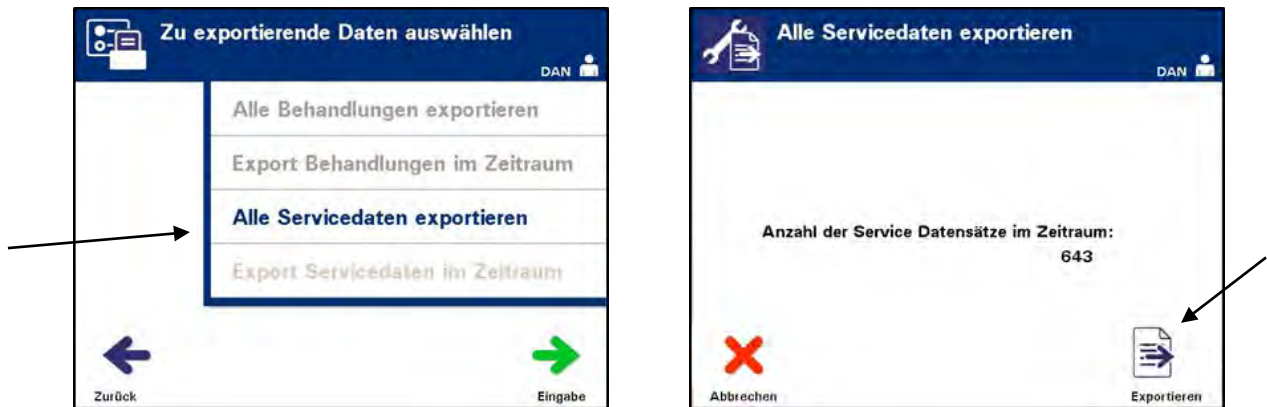 Zu exportierende Daten auswählen
DAN
Alle Behandlungen exportieren
Export Behandlungen im Zeitraum
Alle Servicedaten exportieren
Export Servicedaten im Zeitraum
Zurück
Eingabe
Alle Servicedaten exportieren
DAN
Anzahl der Service Datensätze im Zeitraum:
643
Abbrechen
Exportieren